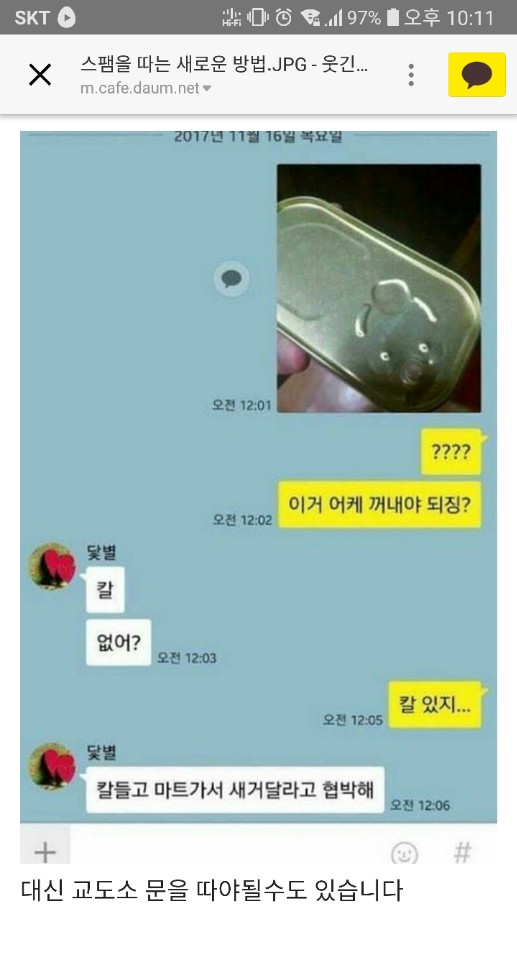 SKT 97% 오후 10:11
스팸을 따는 새로운 방법.JPG - 웃긴...
m.cafe.daum.net
2017년 11월 16일 목요일
오전 12:01
????
이거 어케 꺼내야 되징?
오전 12:02
닻별
칼
없어?
오전 12:03
칼 있지...
오전 12:05
닻별
칼들고 마트가서 새거달라고 협박해
오전 12:06
+ #
대신 교도소 문을 따야될수도 있습니다